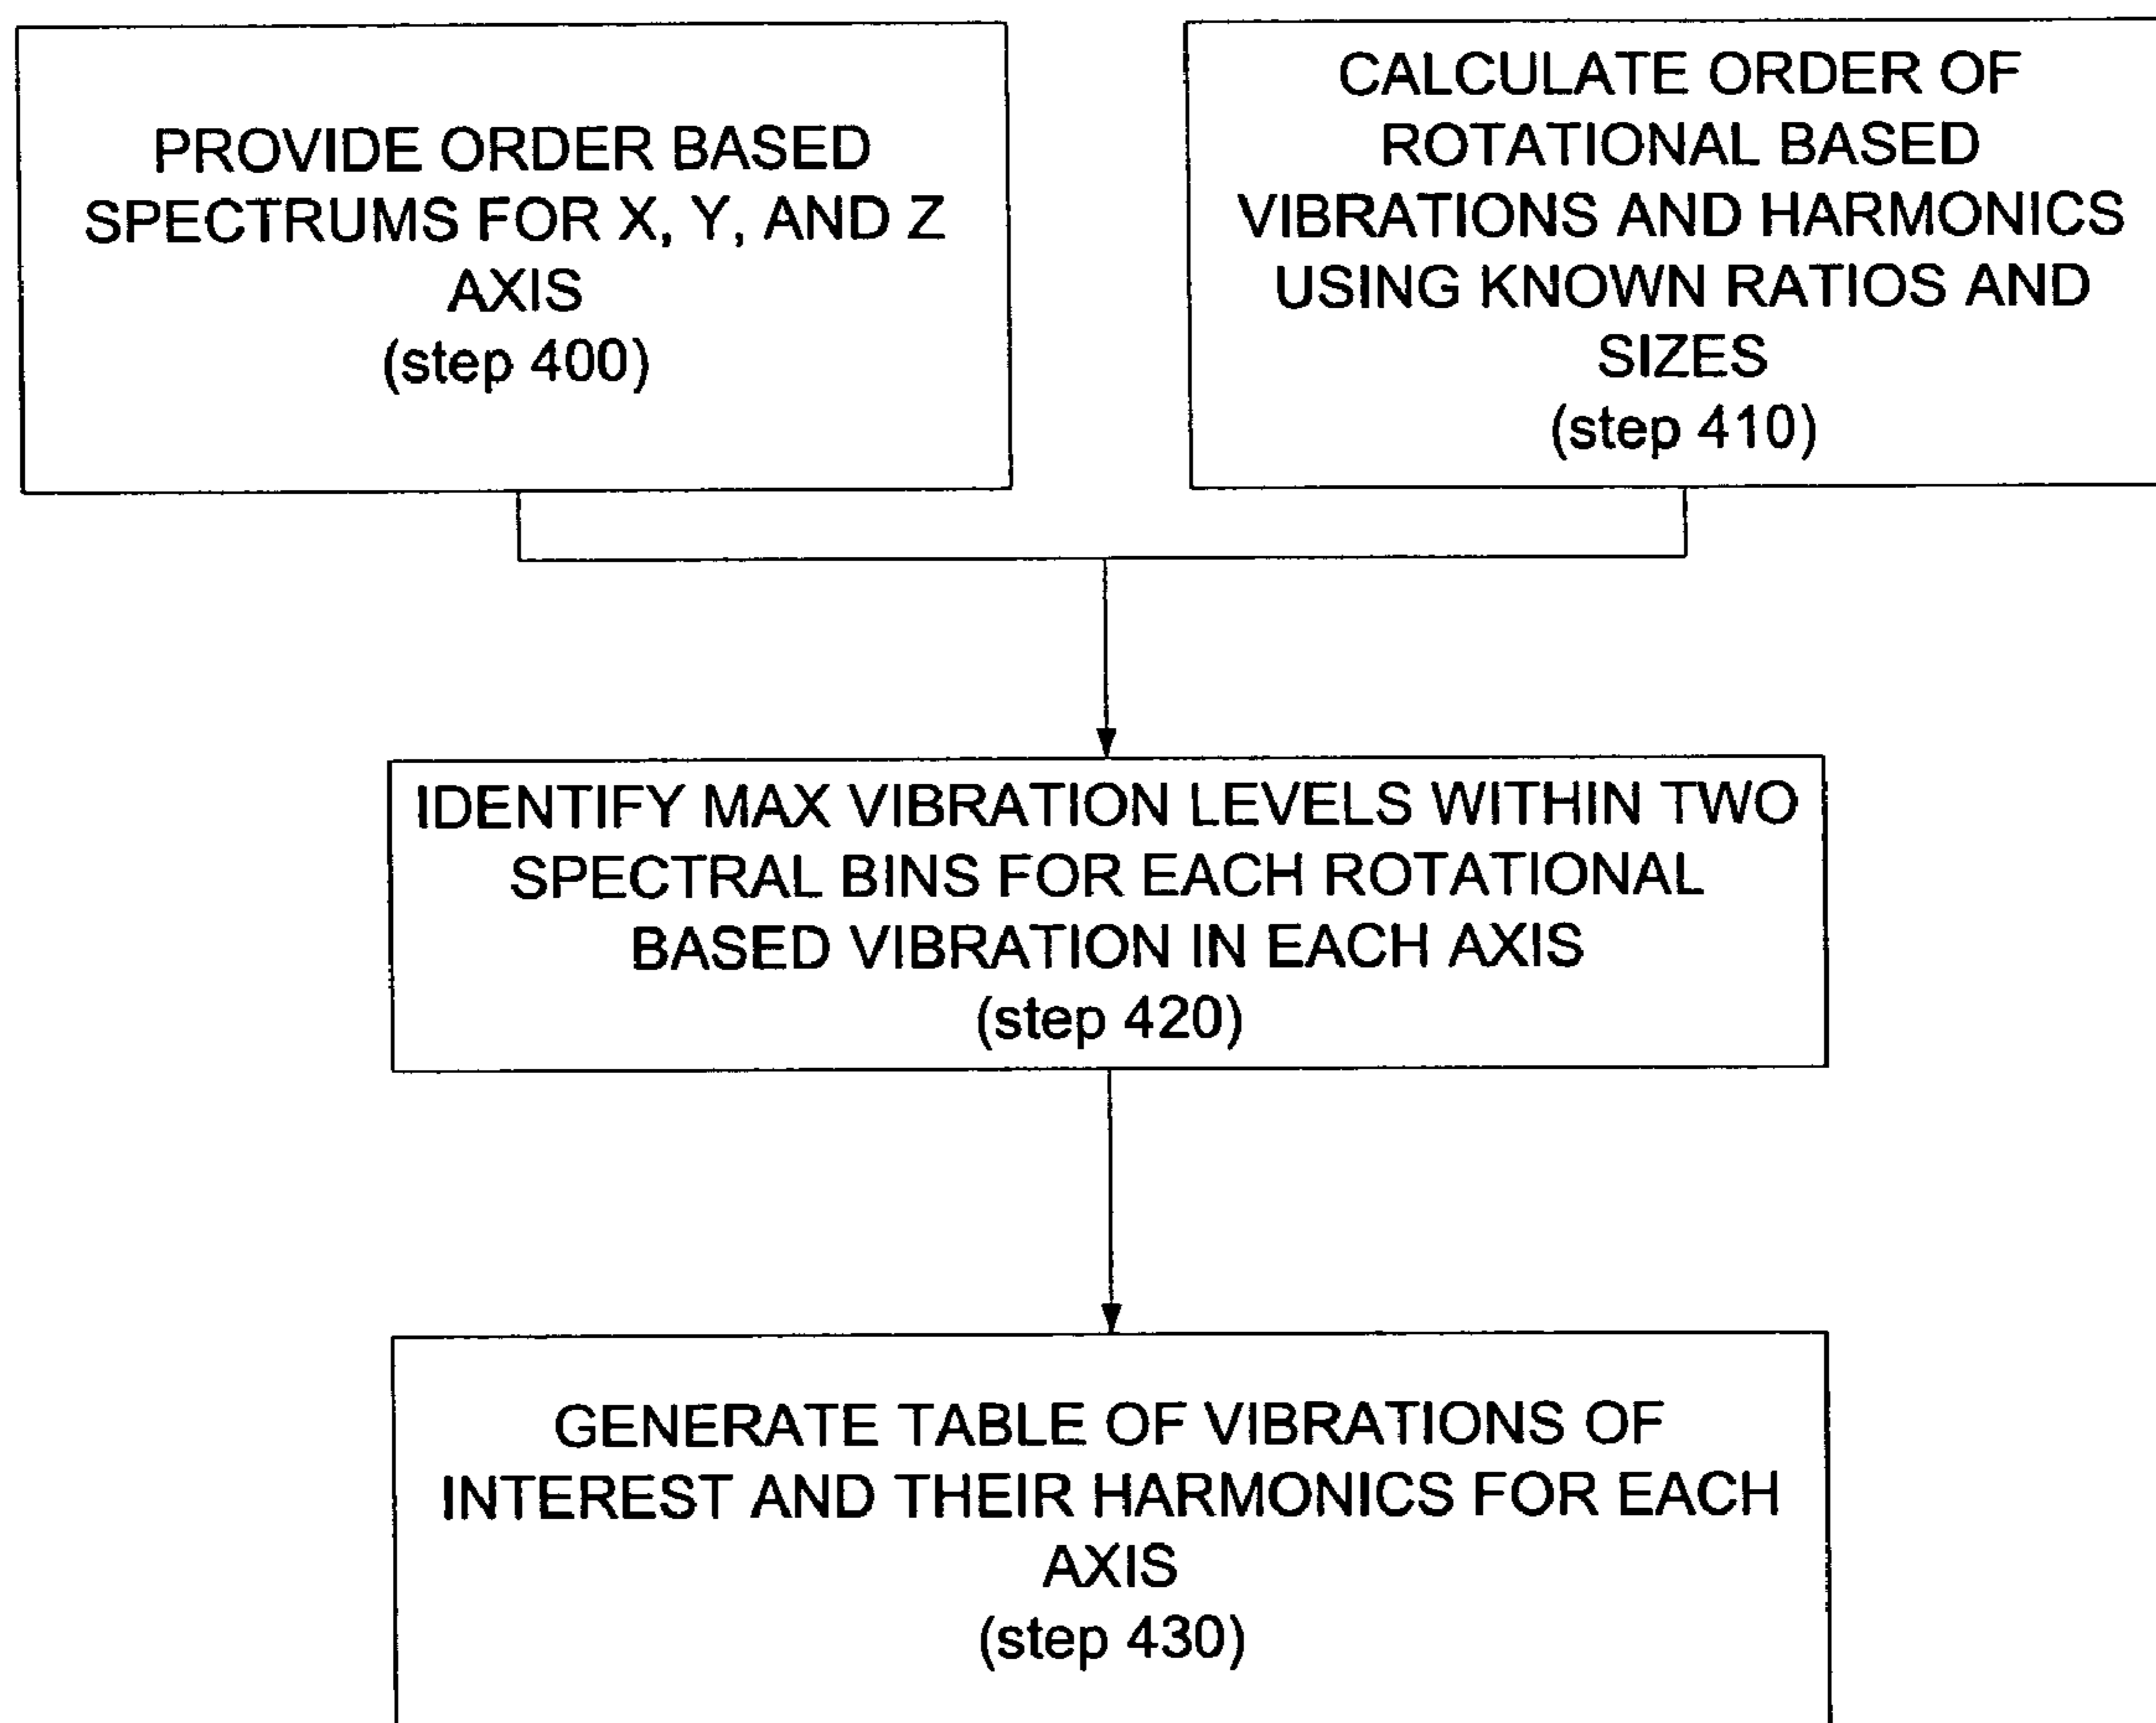 PROVIDE ORDER BASED
SPECTRUMS FOR X, Y, AND Z
AXIS
(step 400)
CALCULATE ORDER OF
ROTATIONAL BASED
VIBRATIONS AND HARMONICS
USING KNOWN RATIOS AND
SIZES
(step 410)
IDENTIFY MAX VIBRATION LEVELS WITHIN TWO
SPECTRAL BINS FOR EACH ROTATIONAL
BASED VIBRATION IN EACH AXIS
(step 420)
GENERATE TABLE OF VIBRATIONS OF
INTEREST AND THEIR HARMONICS FOR EACH
AXIS
(step 430)